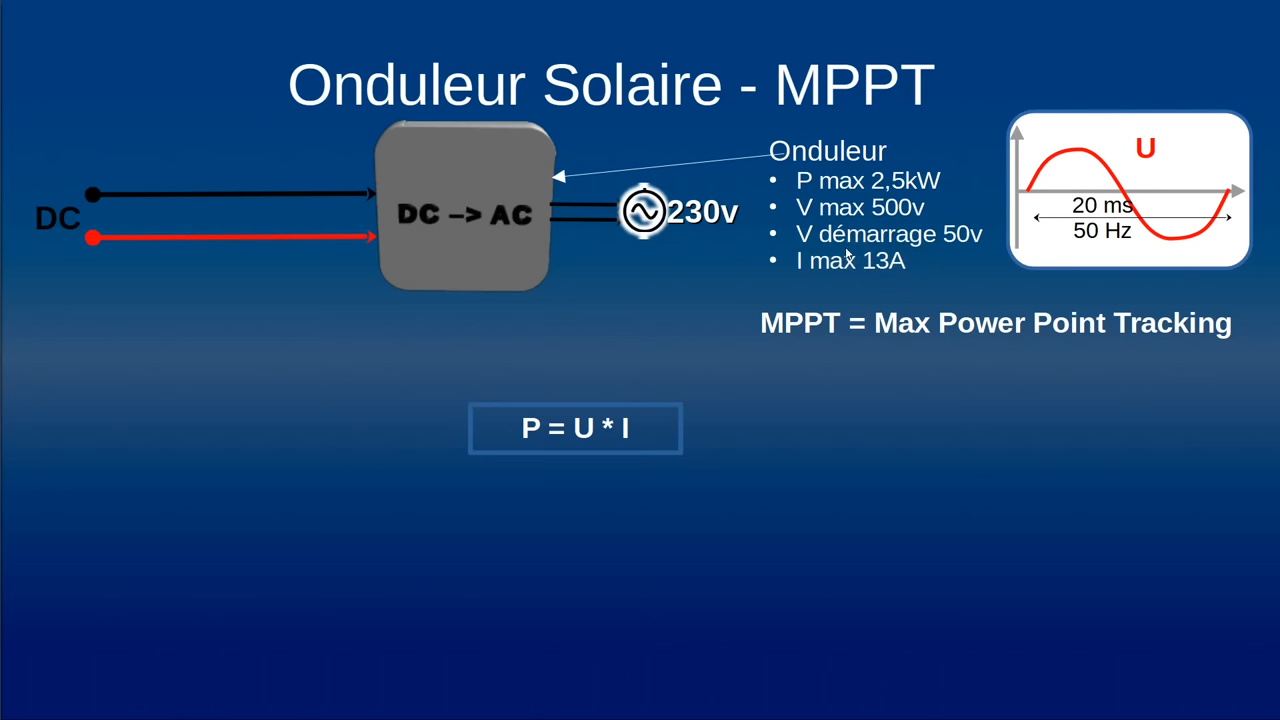 Onduleur Solaire - MPPT
DC
DC –> AC
230v
Onduleur
• P max 2,5kW
• V max 500v
• V démarrage 50v
• I max 13A
U
20 ms
50 Hz
MPPT = Max Power Point Tracking
P = U * I